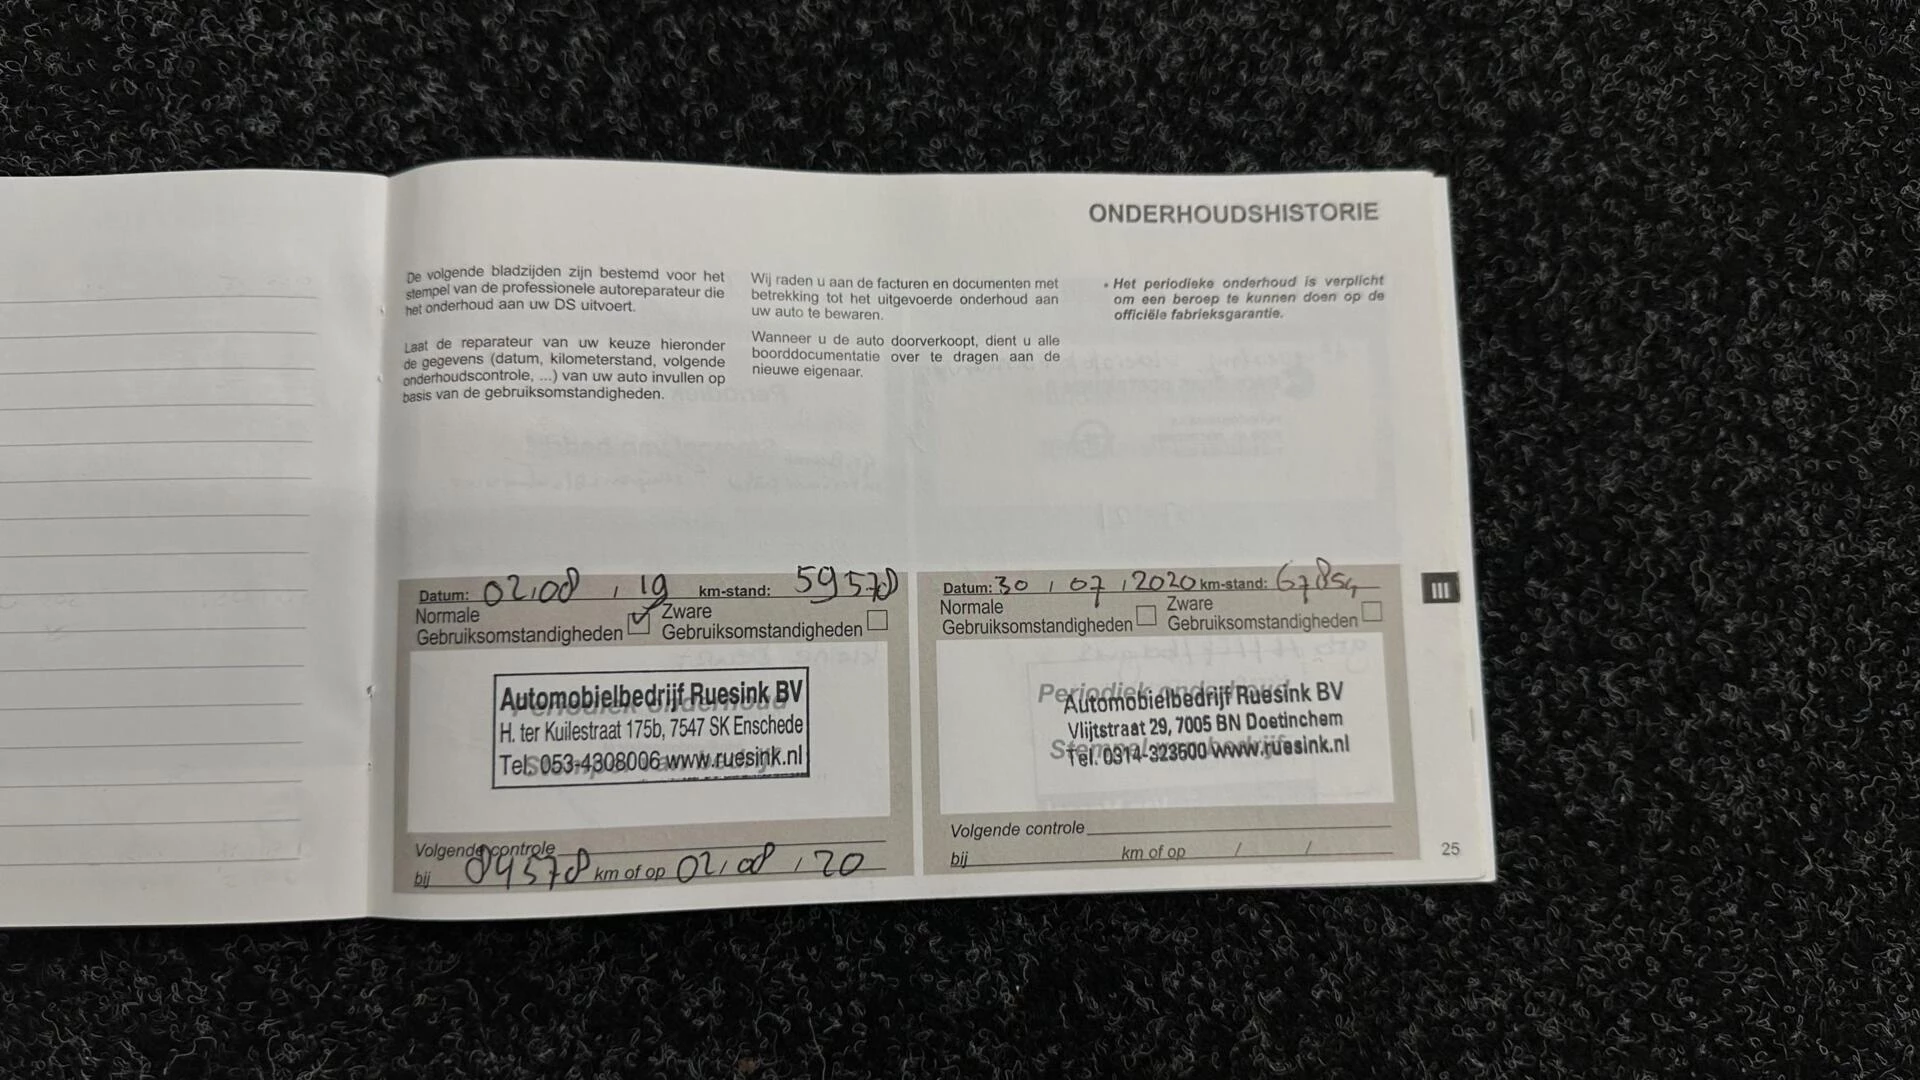 ONDERHOUDSHISTORIE
De volgende bladzijden zijn bestemd voor het
stempel van de professionele autoreparateur die
het onderhoud aan uw DS uitvoert.
Laat de reparateur van uw keuze hieronder
de gegevens (datum, kilometerstand, volgende
onderhoudscontrole, ...) van uw auto invullen op
basis van de gebruiksomstandigheden.
Wij raden u aan de facturen en documenten met
betrekking tot het uitgevoerde onderhoud aan
uw auto te bewaren.
Wanneer u de auto doorverkoopt, dient u alle
boorddocumentatie over te dragen aan de
nieuwe eigenaar.
• Het periodieke onderhoud is verplicht
om een beroep te kunnen doen op de
officiële fabrieksgarantie.
Datum: 02.08 / 19 km-stand: 59578
Normale
Gebruiksomstandigheden
Zware
Gebruiksomstandigheden
Periodiek onderhoud
Automobielbedrijf Ruesink BV
H. ter Kuilestraat 175b, 7547 SK Enschede
Tel. 053-4308006 www.ruesink.nl
Volgende controle
bij 84578 km of op 02/08/20
Datum: 30 / 07 / 2020 km-stand: 67854
Normale
Gebruiksomstandigheden
Zware
Gebruiksomstandigheden
Periodiek onderhoud
Automobielbedrijf Ruesink BV
Vlijtstraat 29, 7005 BN Doetinchem
Tel. 0314-323500 www.ruesink.nl
Volgende controle
bij km of op / /
III
25